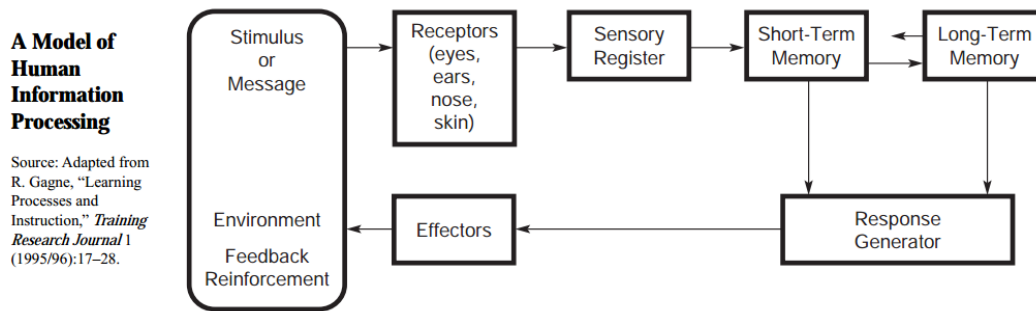 A Model of
Human
Information
Processing
Source: Adapted from
R. Gagne, “Learning
Processes and
Instruction,” Training
Research Journal 1
(1995/96):17–28.
Stimulus
or
Message
Receptors
(eyes,
ears,
nose,
skin)
Sensory
Register
Short-Term
Memory
Long-Term
Memory
Environment
Feedback
Reinforcement
Effectors
Response
Generator